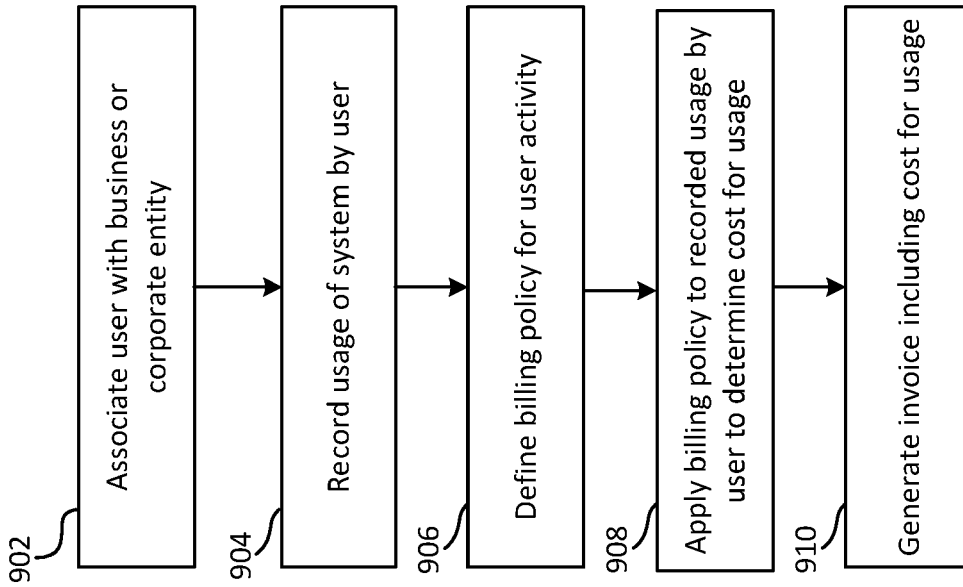 902
Associate user with business or
corporate entity
904
Record usage of system by user
906
Define billing policy for user activity
908
Apply billing policy to recorded usage by
user to determine cost for usage
910
Generate invoice including cost for usage